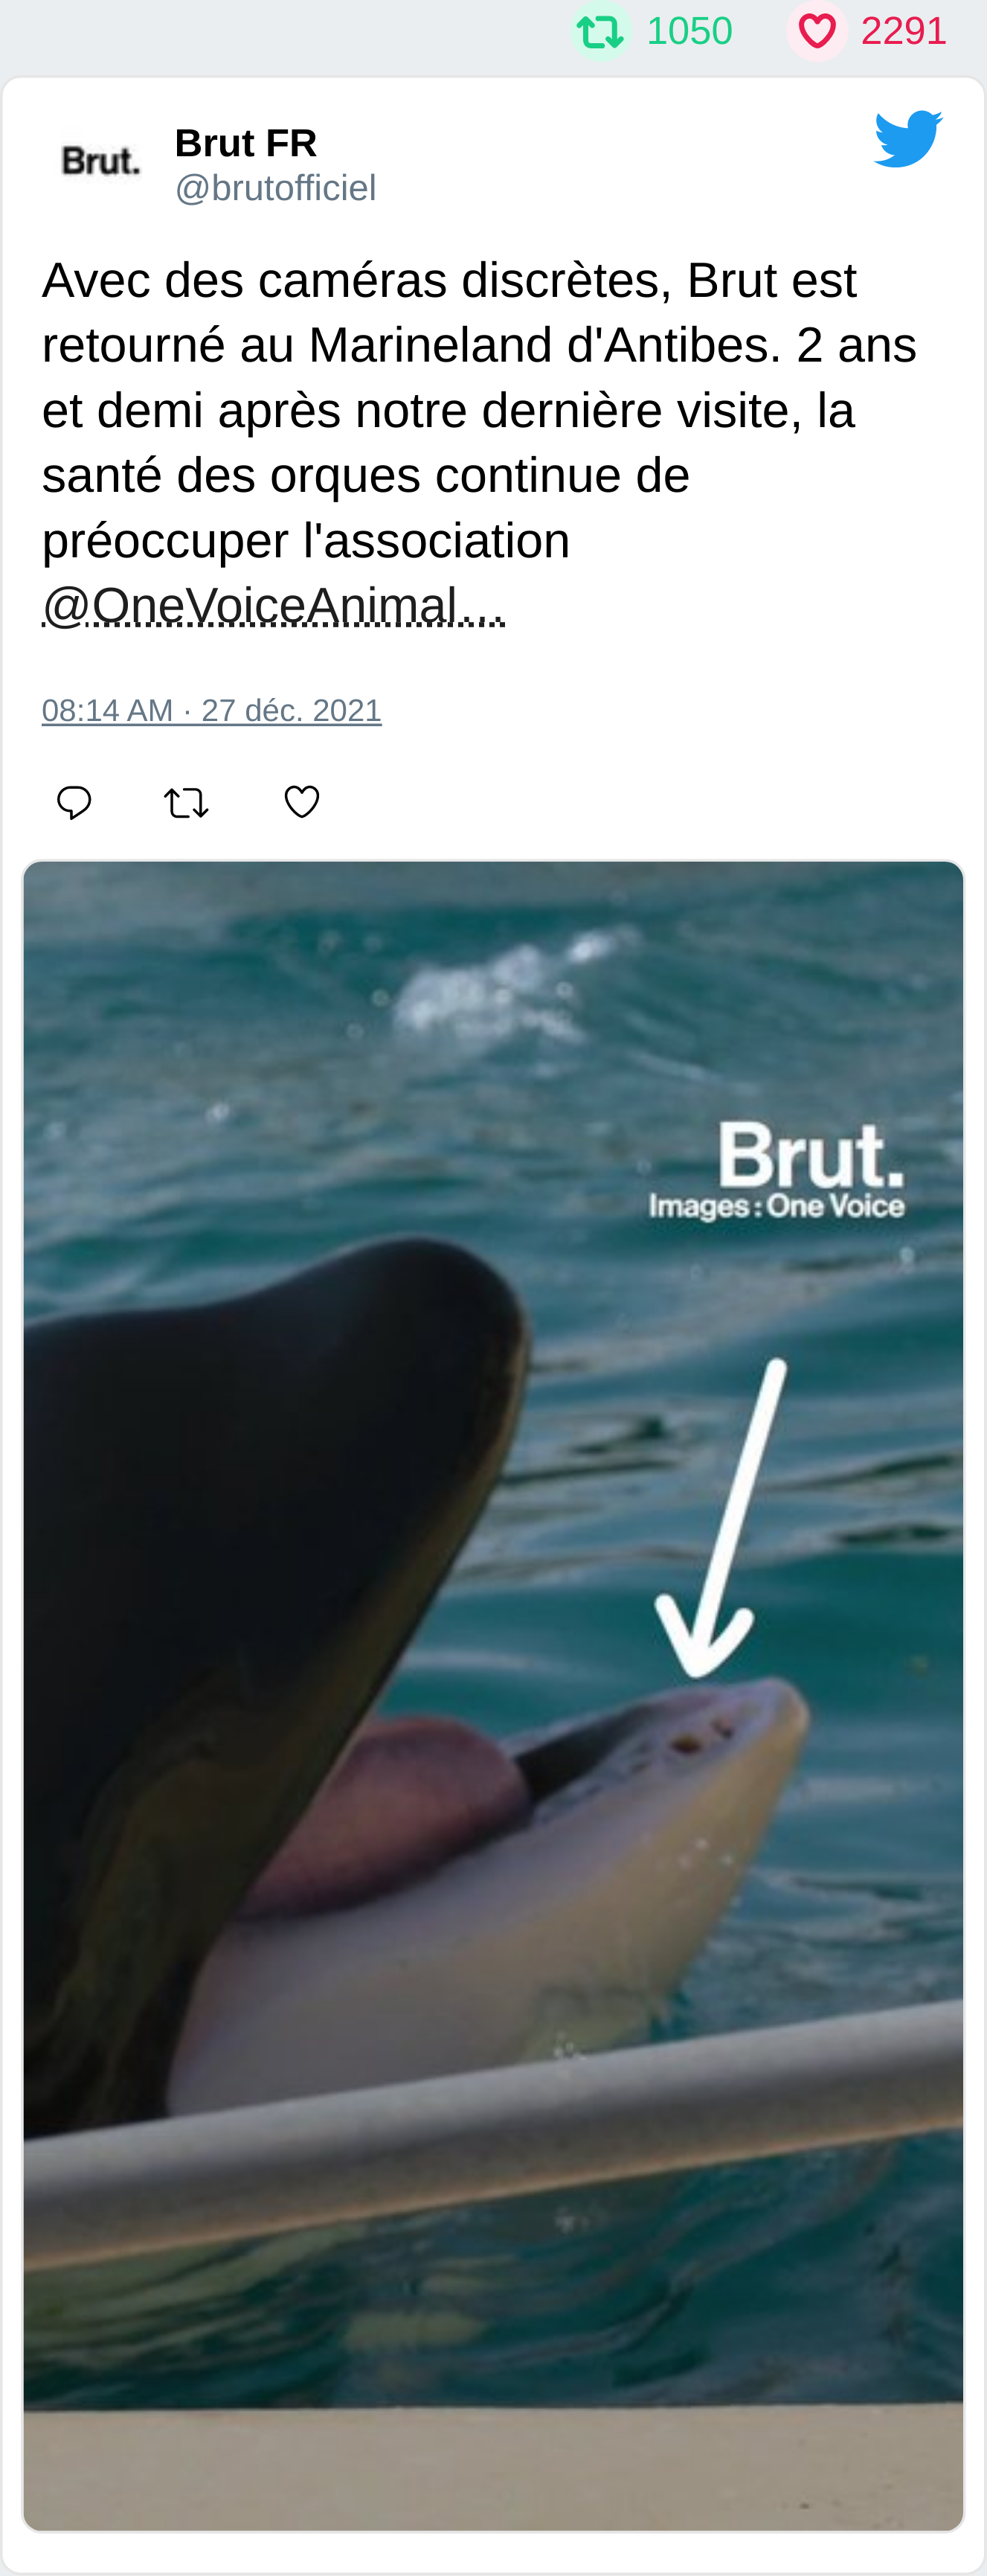 1050 2291
Brut.
Brut FR
@brutofficiel
Avec des caméras discrètes, Brut est
retourné au Marineland d'Antibes. 2 ans
et demi après notre dernière visite, la
santé des orques continue de
préoccuper l'association
@OneVoiceAnimal…
08:14 AM · 27 déc. 2021
Brut.
Images : One Voice